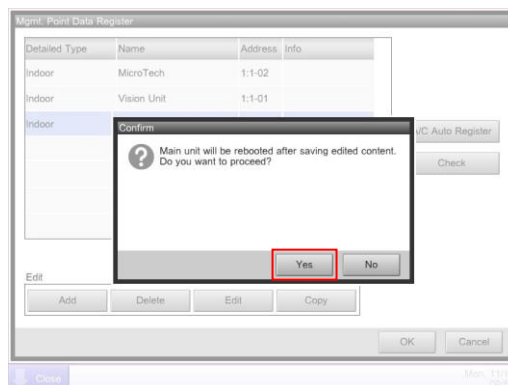 Mgmt. Point Data Register
Detailed Type Name Address Info
Indoor MicroTech 1:1-02
Indoor Vision Unit 1:1-01
Indoor
Confirm
Main unit will be rebooted after saving edited content.
Do you want to proceed?
A/C Auto Register
Check
Yes No
Edit
Add Delete Edit Copy
OK Cancel
Close
Mon, 11/